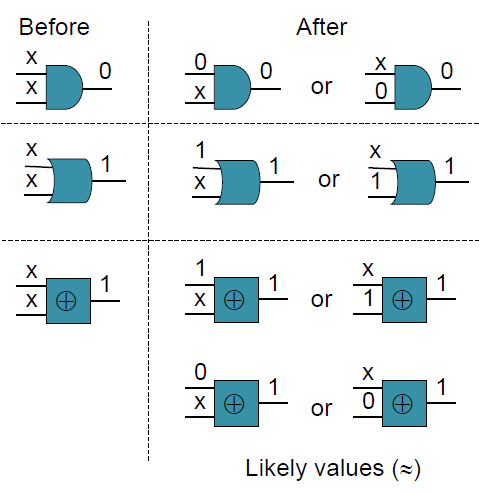 Before After
x 0 0 0 x 0
x x or 0
x 1 1 1 x 1
x x or 1
x 1 1 1 x 1
x x or 1
⊕ ⊕ ⊕
0 1 x 1
x or 0
⊕ ⊕
Likely values (≈)